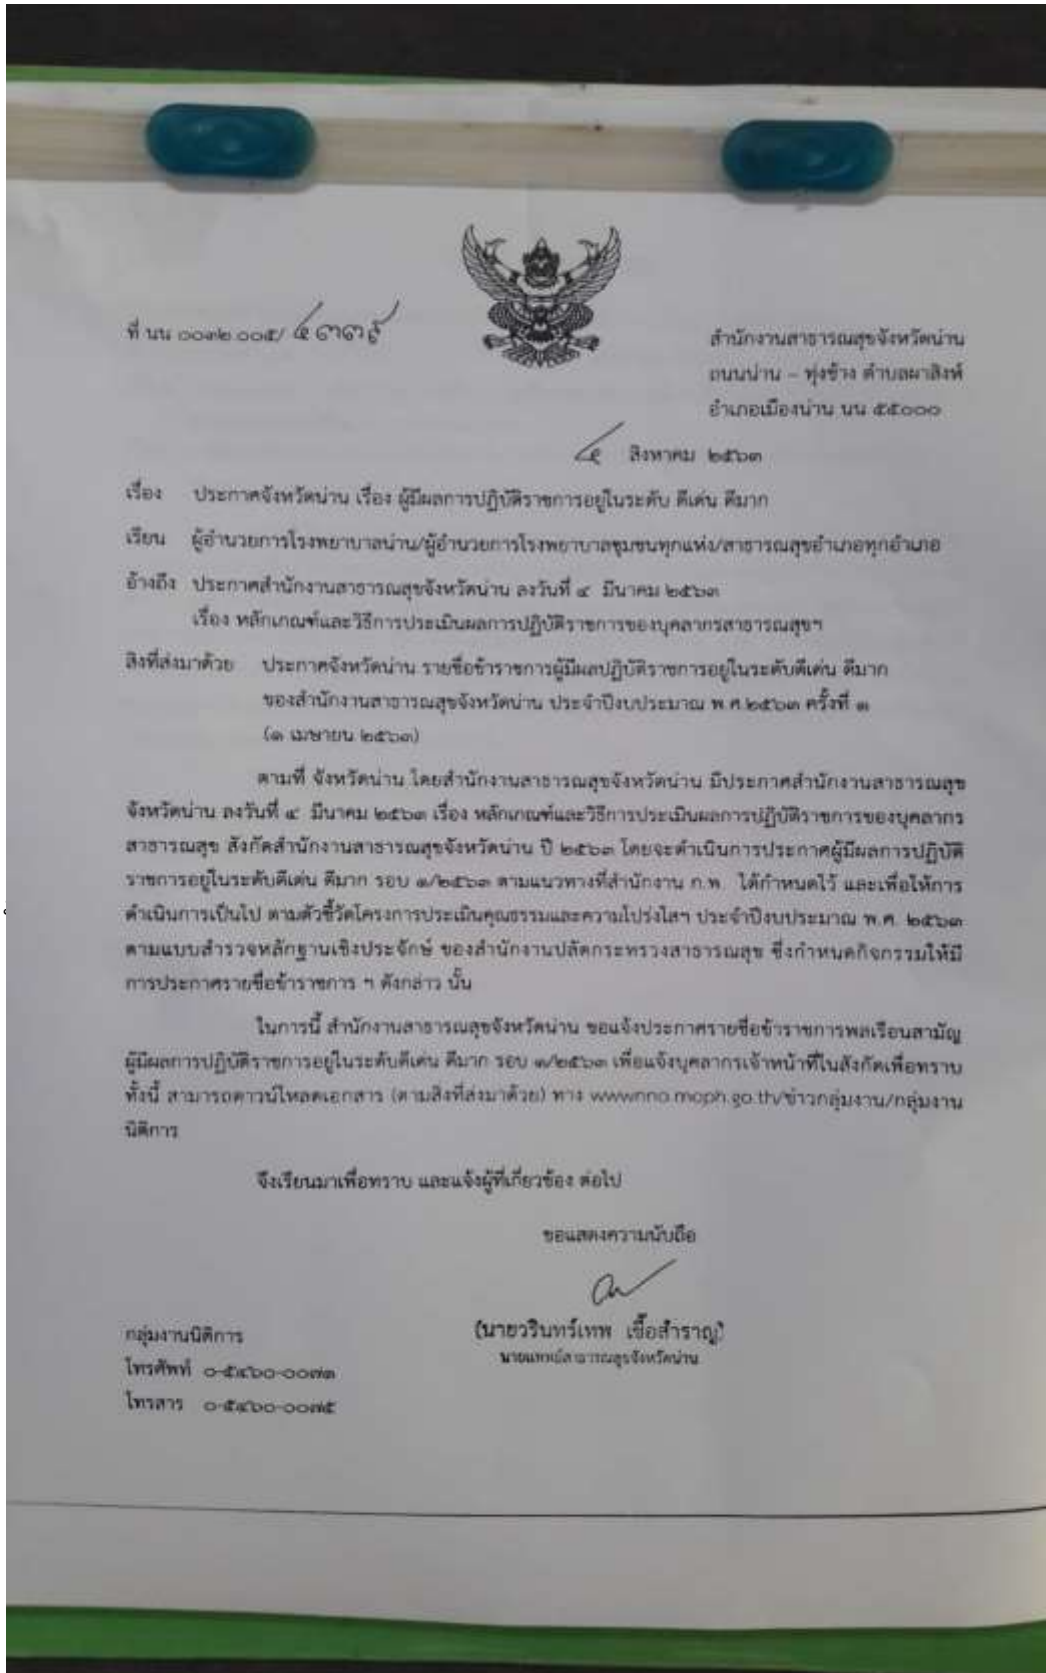 ที่ นน ๐๐๓๒.๐๐๕/ ๔๓๓๙
สำนักงานสาธารณสุขจังหวัดน่าน
ถนนน่าน – ทุ่งช้าง ตำบลผาสิงห์
อำเภอเมืองน่าน นน ๕๕๐๐๐
๔ สิงหาคม ๒๕๖๓
เรื่อง ประกาศจังหวัดน่าน เรื่อง ผู้มีผลการปฏิบัติราชการอยู่ในระดับ ดีเด่น ดีมาก
เรียน ผู้อำนวยการโรงพยาบาลน่าน/ผู้อำนวยการโรงพยาบาลชุมชนทุกแห่ง/สาธารณสุขอำเภอทุกอำเภอ
อ้างถึง ประกาศสำนักงานสาธารณสุขจังหวัดน่าน ลงวันที่ ๔ มีนาคม ๒๕๖๓
เรื่อง หลักเกณฑ์และวิธีการประเมินผลการปฏิบัติราชการของบุคลากรสาธารณสุขฯ
สิ่งที่ส่งมาด้วย ประกาศจังหวัดน่าน รายชื่อข้าราชการผู้มีผลปฏิบัติราชการอยู่ในระดับดีเด่น ดีมาก
ของสำนักงานสาธารณสุขจังหวัดน่าน ประจำปีงบประมาณ พ.ศ.๒๕๖๓ ครั้งที่ ๑
(๑ เมษายน ๒๕๖๓)
ตามที่ จังหวัดน่าน โดยสำนักงานสาธารณสุขจังหวัดน่าน มีประกาศสำนักงานสาธารณสุข
จังหวัดน่าน ลงวันที่ ๔ มีนาคม ๒๕๖๓ เรื่อง หลักเกณฑ์และวิธีการประเมินผลการปฏิบัติราชการของบุคลากร
สาธารณสุข สังกัดสำนักงานสาธารณสุขจังหวัดน่าน ปี ๒๕๖๓ โดยจะดำเนินการประกาศผู้มีผลการปฏิบัติ
ราชการอยู่ในระดับดีเด่น ดีมาก รอบ ๑/๒๕๖๓ ตามแนวทางที่สำนักงาน ก.พ. ได้กำหนดไว้ และเพื่อให้การ
ดำเนินการเป็นไป ตามตัวชี้วัดโครงการประเมินคุณธรรมและความโปร่งใสฯ ประจำปีงบประมาณ พ.ศ. ๒๕๖๓
ตามแบบสำรวจหลักฐานเชิงประจักษ์ ของสำนักงานปลัดกระทรวงสาธารณสุข ซึ่งกำหนดกิจกรรมให้มี
การประกาศรายชื่อข้าราชการ ฯ ดังกล่าว นั้น
ในการนี้ สำนักงานสาธารณสุขจังหวัดน่าน ขอแจ้งประกาศรายชื่อข้าราชการพลเรือนสามัญ
ผู้มีผลการปฏิบัติราชการอยู่ในระดับดีเด่น ดีมาก รอบ ๑/๒๕๖๓ เพื่อแจ้งบุคลากรเจ้าหน้าที่ในสังกัดเพื่อทราบ
ทั้งนี้ สามารถดาวน์โหลดเอกสาร (ตามสิ่งที่ส่งมาด้วย) ทาง wwwnno.moph.go.th/ข่าวกลุ่มงาน/กลุ่มงาน
นิติการ
จึงเรียนมาเพื่อทราบ และแจ้งผู้ที่เกี่ยวข้อง ต่อไป
ขอแสดงความนับถือ
(นายวรินทร์เทพ เชื้อสำราญ)
นายแพทย์สาธารณสุขจังหวัดน่าน
กลุ่มงานนิติการ
โทรศัพท์ ๐-๕๔๖๐-๐๐๗๓
โทรสาร ๐-๕๔๖๐-๐๐๗๕